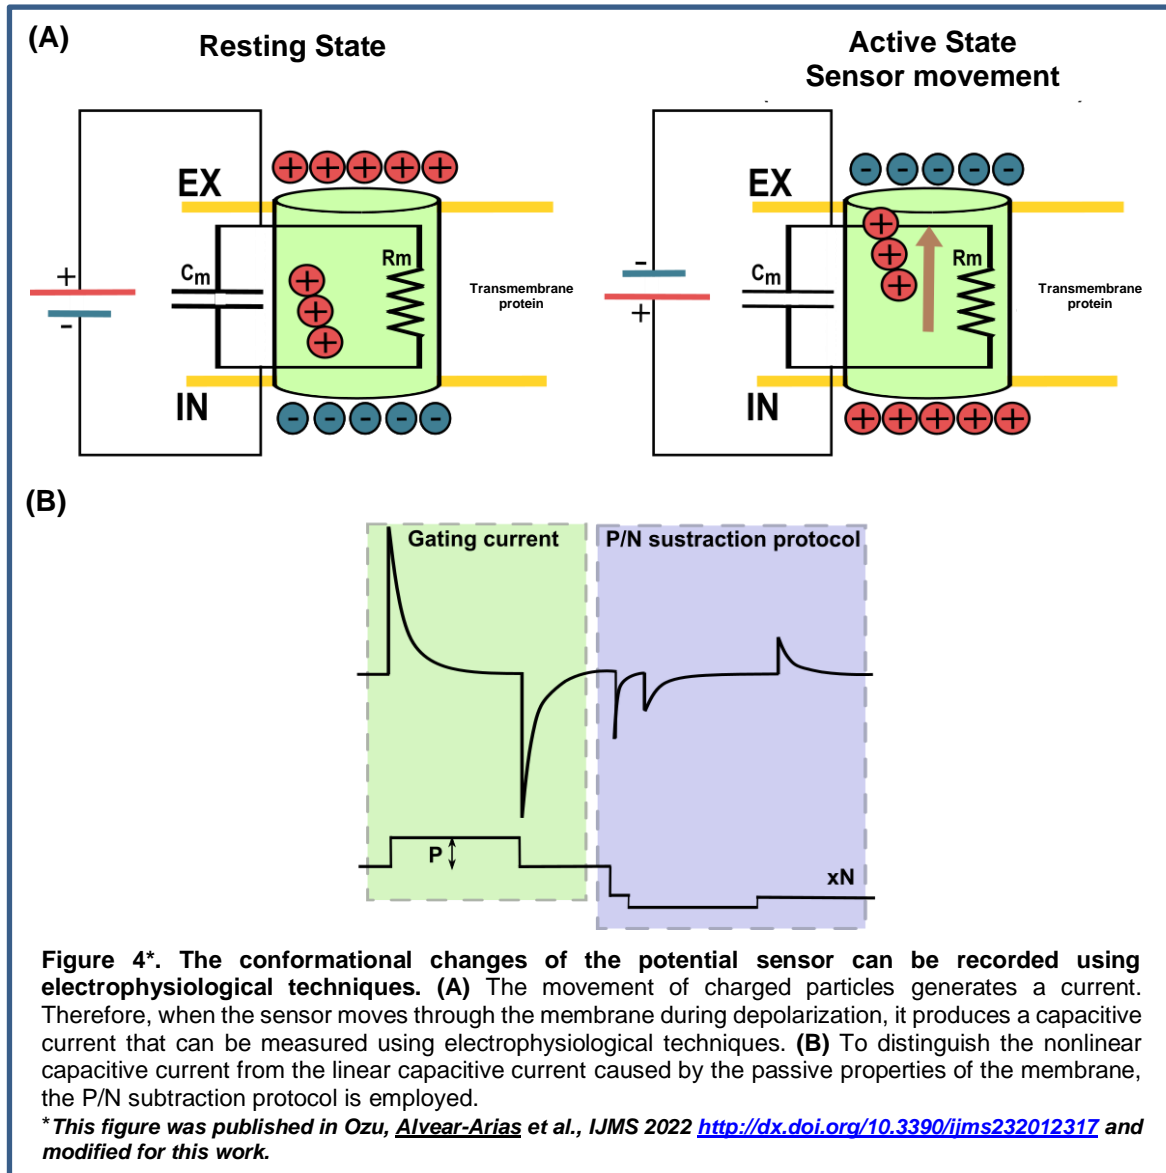 (A)
Resting State
Active State
Sensor movement
+ + + + +
EX
+
-
Cm
+
+
+
Rm
Transmembrane
protein
IN
- - - - -
- - - - -
EX
-
+
Cm
+
+
+
Rm
Transmembrane
protein
IN
+ + + + +
(B)
Gating current
P/N sustraction protocol
P
xN
Figure 4*. The conformational changes of the potential sensor can be recorded using
electrophysiological techniques. (A) The movement of charged particles generates a current.
Therefore, when the sensor moves through the membrane during depolarization, it produces a capacitive
current that can be measured using electrophysiological techniques. (B) To distinguish the nonlinear
capacitive current from the linear capacitive current caused by the passive properties of the membrane,
the P/N subtraction protocol is employed.
*This figure was published in Ozu, Alvear-Arias et al., IJMS 2022 http://dx.doi.org/10.3390/ijms232012317 and
modified for this work.